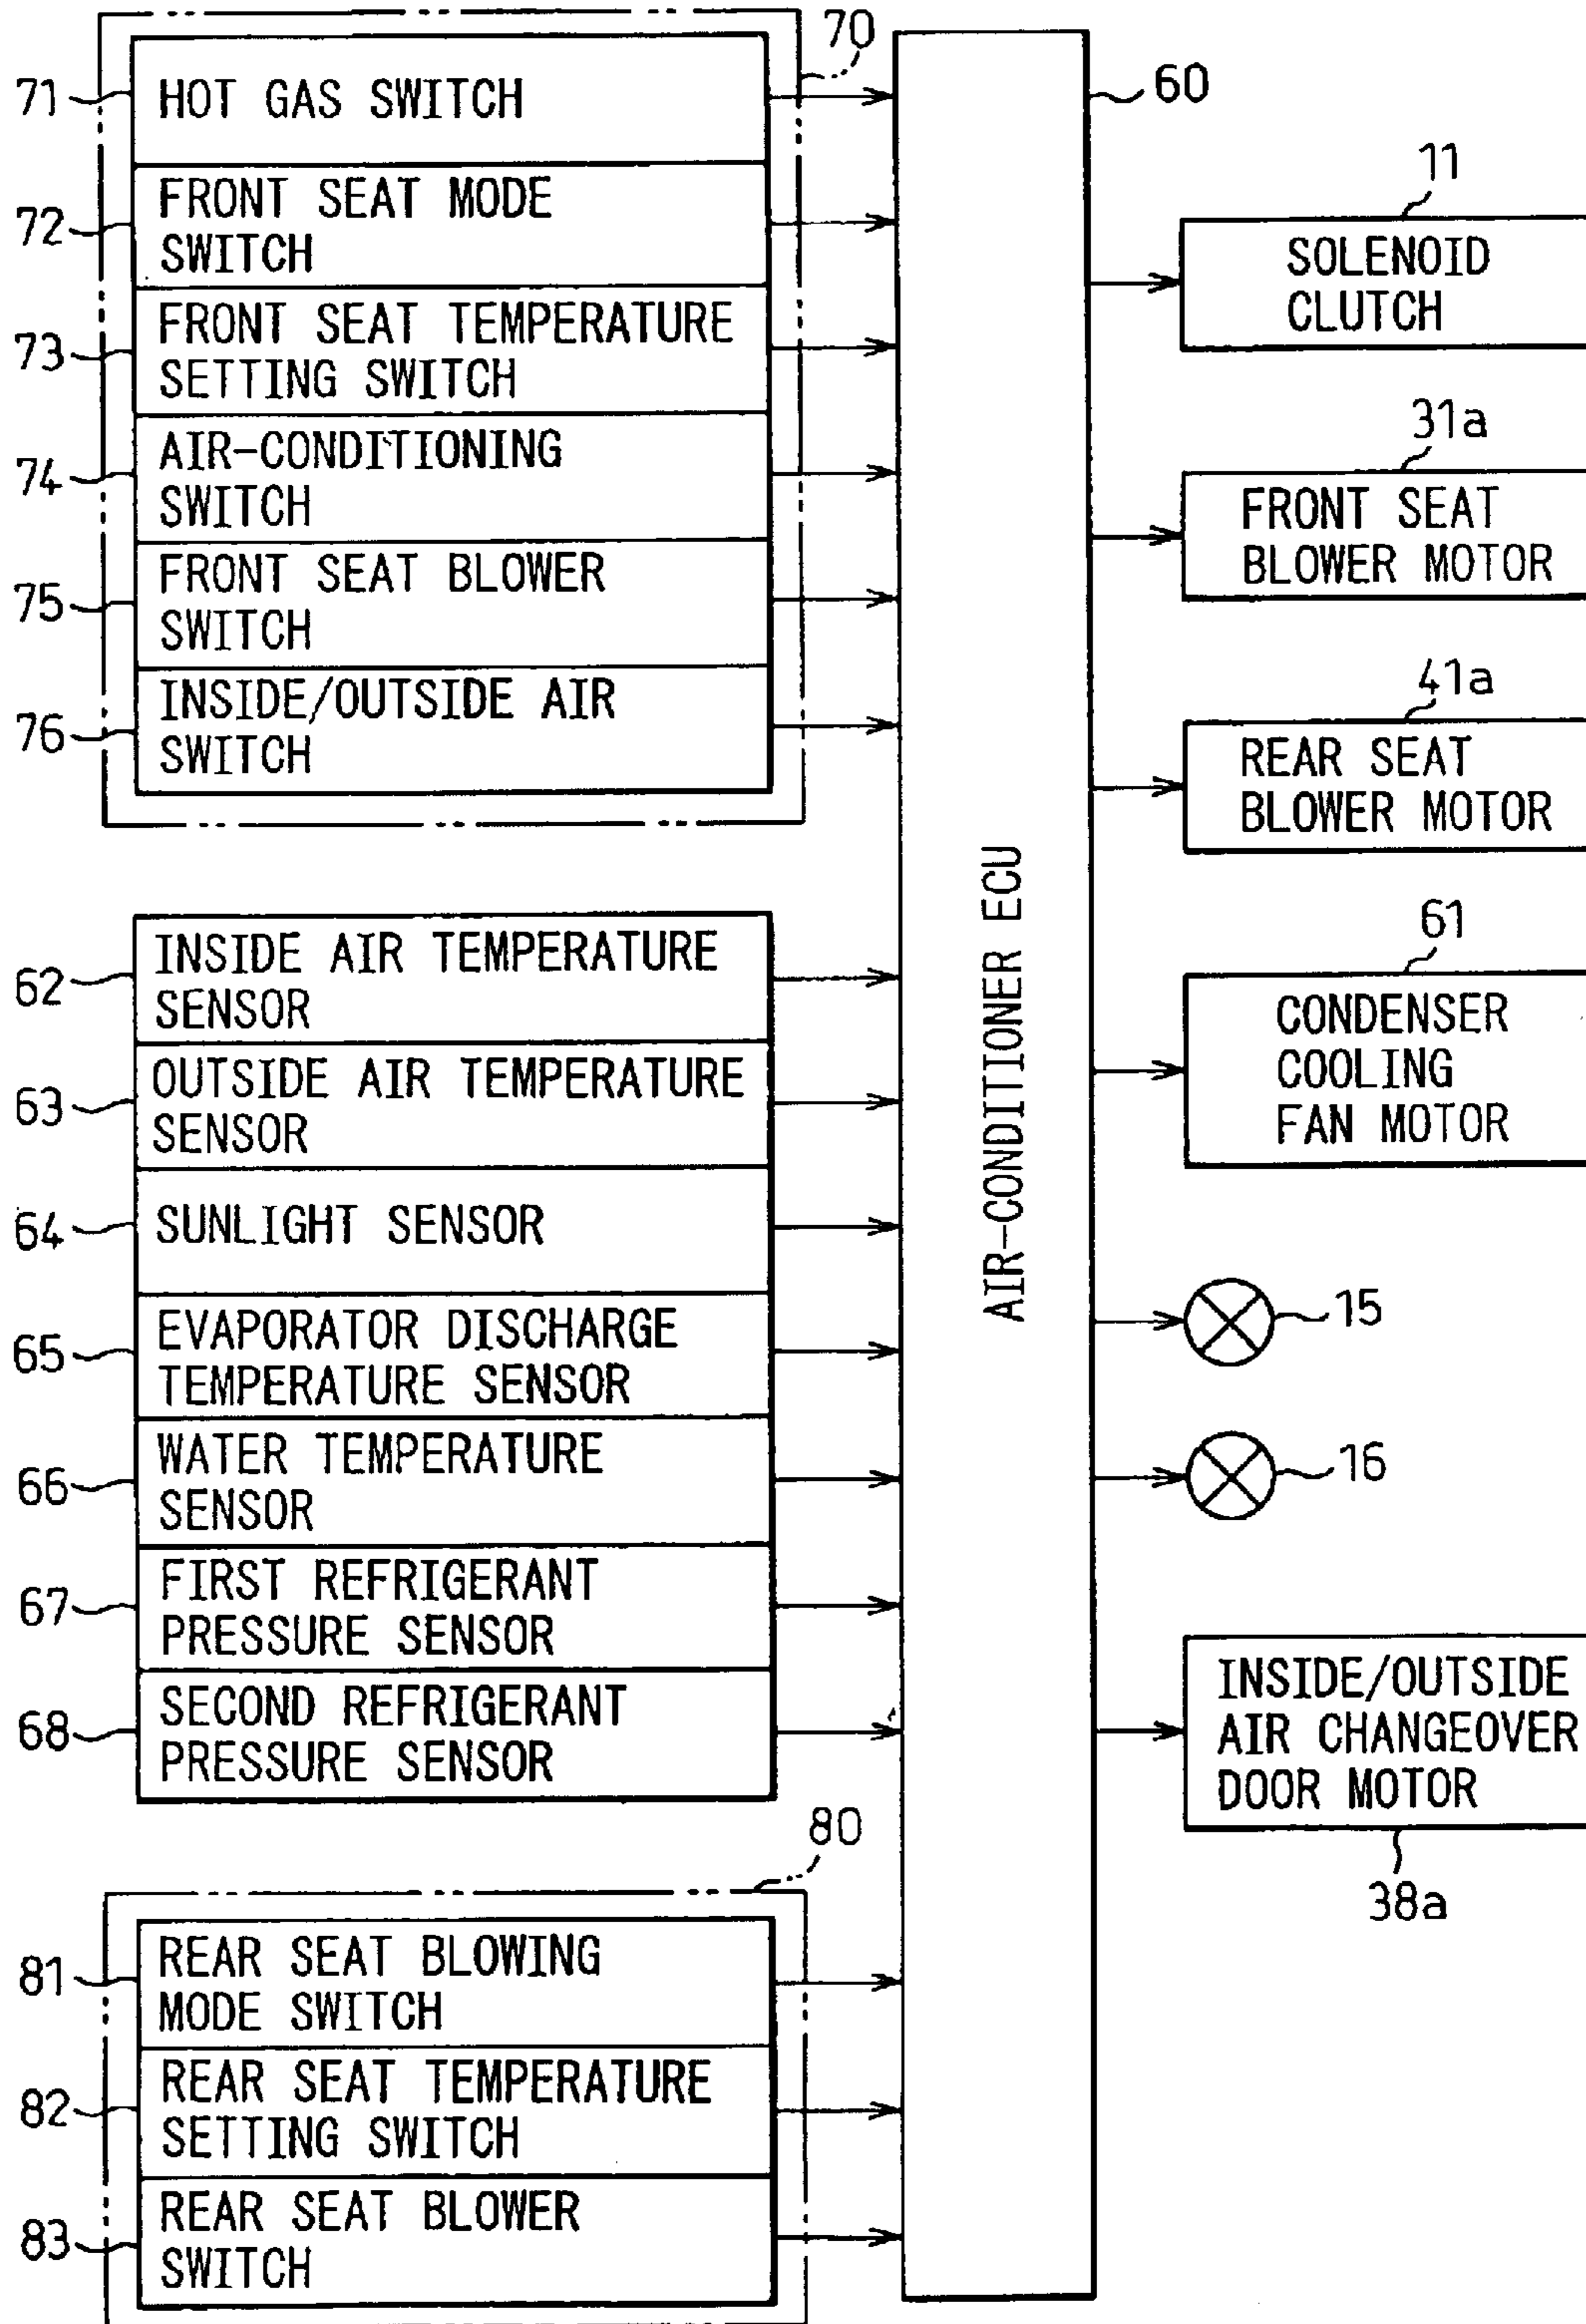 70
71
HOT GAS SWITCH
72
FRONT SEAT MODE
SWITCH
73
FRONT SEAT TEMPERATURE
SETTING SWITCH
74
AIR-CONDITIONING
SWITCH
75
FRONT SEAT BLOWER
SWITCH
76
INSIDE/OUTSIDE AIR
SWITCH
62
INSIDE AIR TEMPERATURE
SENSOR
63
OUTSIDE AIR TEMPERATURE
SENSOR
64
SUNLIGHT SENSOR
65
EVAPORATOR DISCHARGE
TEMPERATURE SENSOR
66
WATER TEMPERATURE
SENSOR
67
FIRST REFRIGERANT
PRESSURE SENSOR
68
SECOND REFRIGERANT
PRESSURE SENSOR
80
81
REAR SEAT BLOWING
MODE SWITCH
82
REAR SEAT TEMPERATURE
SETTING SWITCH
83
REAR SEAT BLOWER
SWITCH
60
AIR-CONDITIONER ECU
11
SOLENOID
CLUTCH
31a
FRONT SEAT
BLOWER MOTOR
41a
REAR SEAT
BLOWER MOTOR
61
CONDENSER
COOLING
FAN MOTOR
15
16
INSIDE/OUTSIDE
AIR CHANGEOVER
DOOR MOTOR
38a